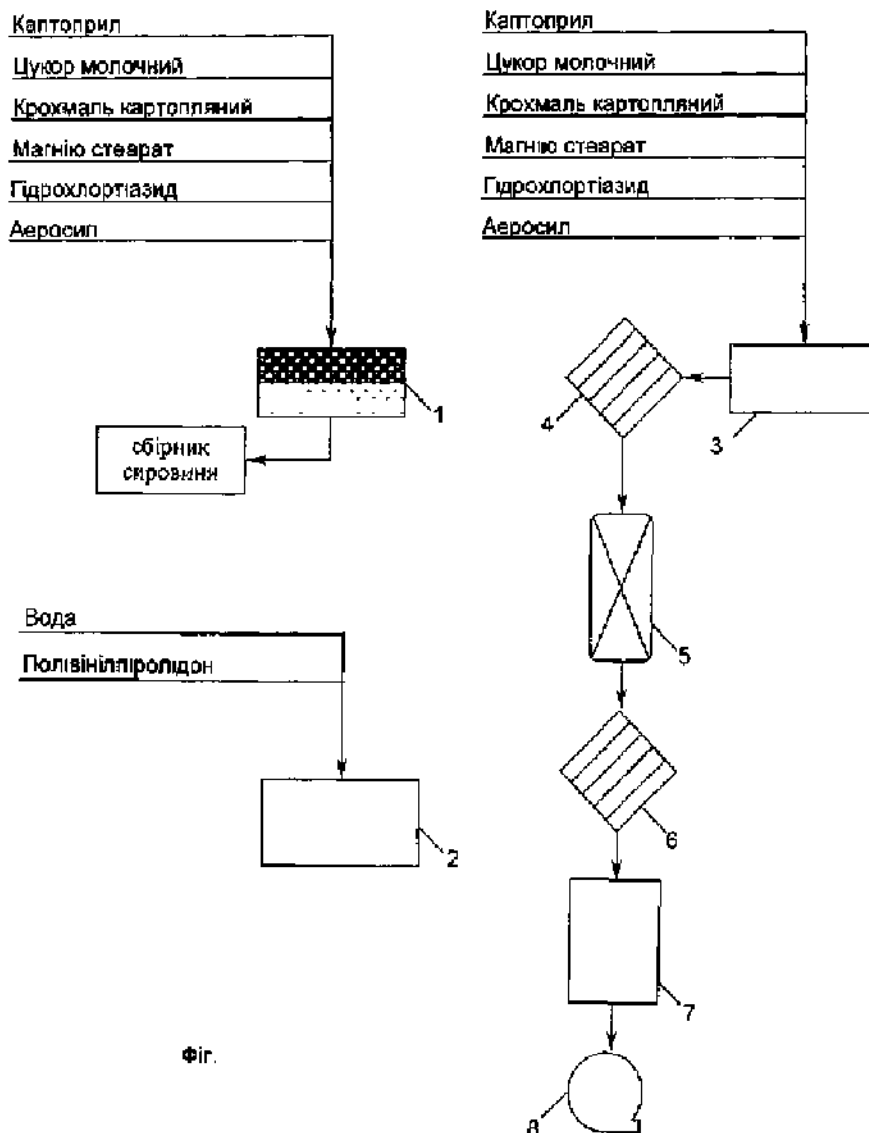 Каптоприл
Цукор молочний
Крохмаль картопляний
Магнію стеарат
Гідрохлортіазид
Аеросил
1
сбірник
сировини
Вода
Полівінілпіролідон
2
Каптоприл
Цукор молочний
Крохмаль картопляний
Магнію стеарат
Гідрохлортіазид
Аеросил
3
4
5
6
7
8
Фіг.